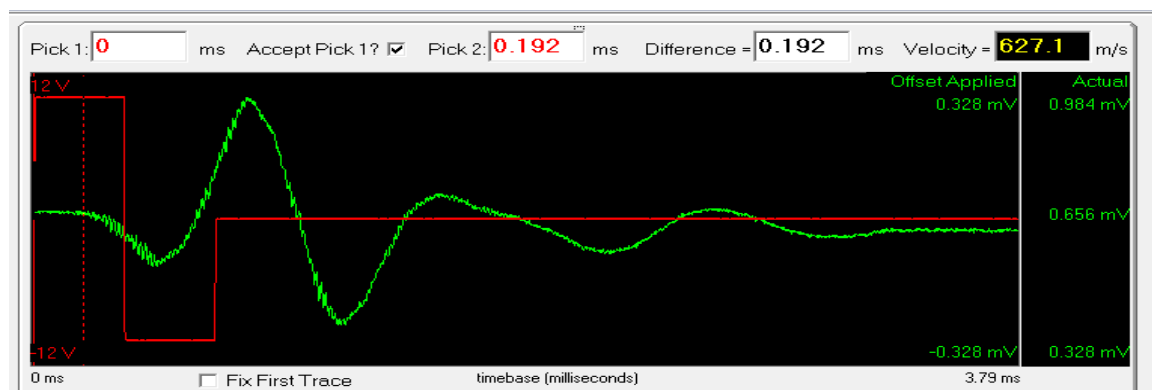 Pick 1: 0 ms Accept Pick 1? Pick 2: 0.192 ms Difference = 0.192 ms Velocity = 627.1 m/s
12 V Offset Applied Actual
0.328 mV 0.984 mV
0.656 mV
-12 V -0.328 mV 0.328 mV
0 ms Fix First Trace timebase (milliseconds) 3.79 ms